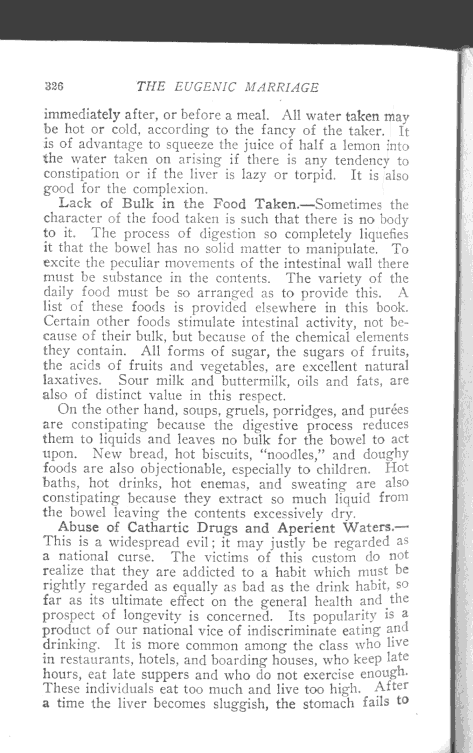 326 THE EUGENIC MARRIAGE
immediately after, or before a meal. All water taken may
be hot or cold, according to the fancy of the taker. It
is of advantage to squeeze the juice of half a lemon into
the water taken on arising if there is any tendency to
constipation or if the liver is lazy or torpid. It is also
good for the complexion.
Lack of Bulk in the Food Taken.—Sometimes the
character of the food taken is such that there is no body
to it. The process of digestion so completely liquefies
it that the bowel has no solid matter to manipulate. To
excite the peculiar movements of the intestinal wall there
must be substance in the contents. The variety of the
daily food must be so arranged as to provide this. A
list of these foods is provided elsewhere in this book.
Certain other foods stimulate intestinal activity, not be-
cause of their bulk, but because of the chemical elements
they contain. All forms of sugar, the sugars of fruits,
the acids of fruits and vegetables, are excellent natural
laxatives. Sour milk and buttermilk, oils and fats, are
also of distinct value in this respect.
On the other hand, soups, gruels, porridges, and purées
are constipating because the digestive process reduces
them to liquids and leaves no bulk for the bowel to act
upon. New bread, hot biscuits, "noodles," and doughy
foods are also objectionable, especially to children. Hot
baths, hot drinks, hot enemas, and sweating are also
constipating because they extract so much liquid from
the bowel leaving the contents excessively dry.
Abuse of Cathartic Drugs and Aperient Waters.—
This is a widespread evil; it may justly be regarded as
a national curse. The victims of this custom do not
realize that they are addicted to a habit which must be
rightly regarded as equally as bad as the drink habit, so
far as its ultimate effect on the general health and the
prospect of longevity is concerned. Its popularity is a
product of our national vice of indiscriminate eating and
drinking. It is more common among the class who live
in restaurants, hotels, and boarding houses, who keep late
hours, eat late suppers and who do not exercise enough.
These individuals eat too much and live too high. After
a time the liver becomes sluggish, the stomach fails to